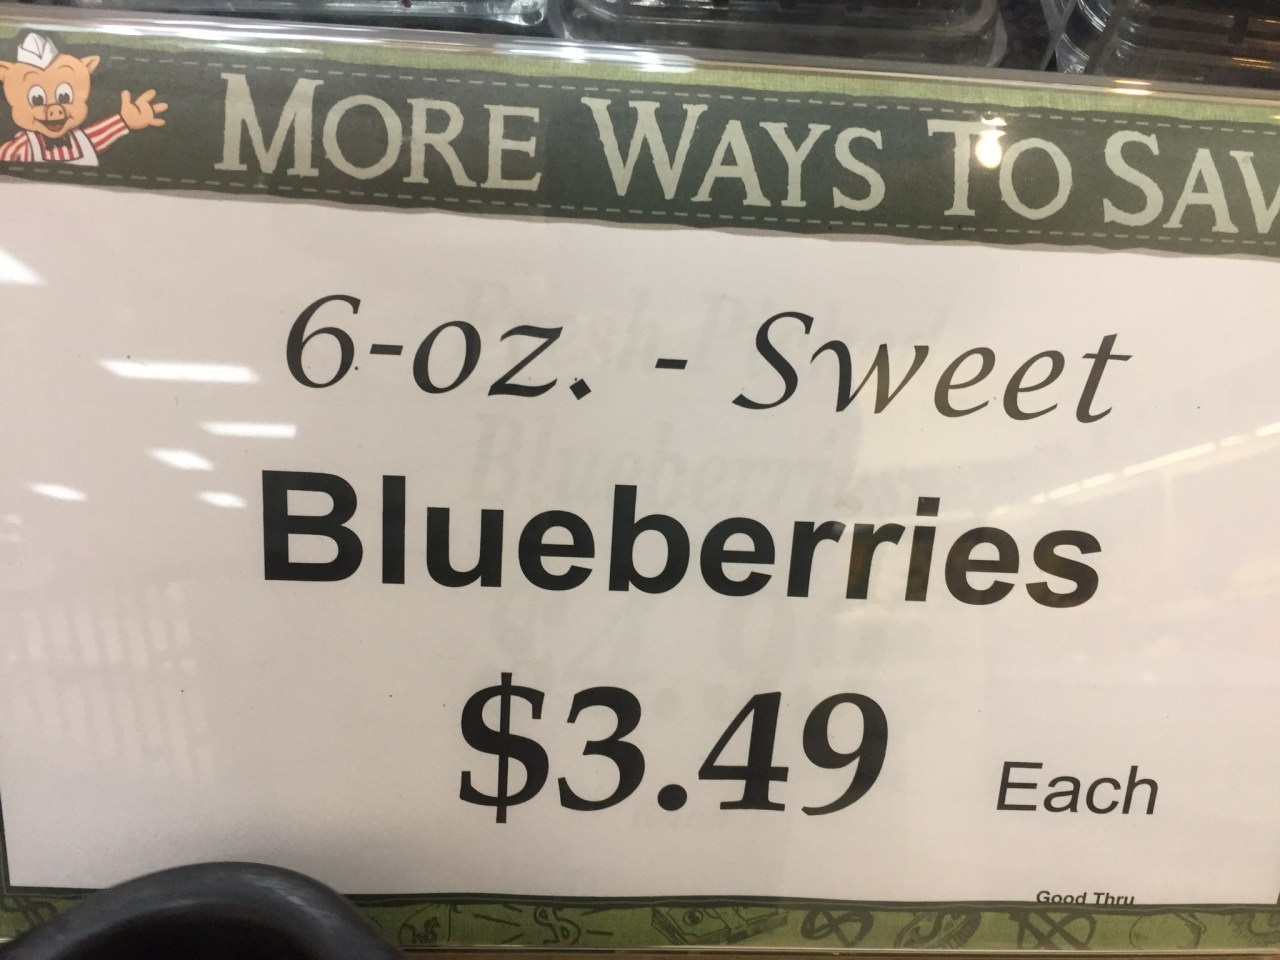 MORE WAYS TO SAV
6-oz. - Sweet
Blueberries
$3.49 Each
Good Thru